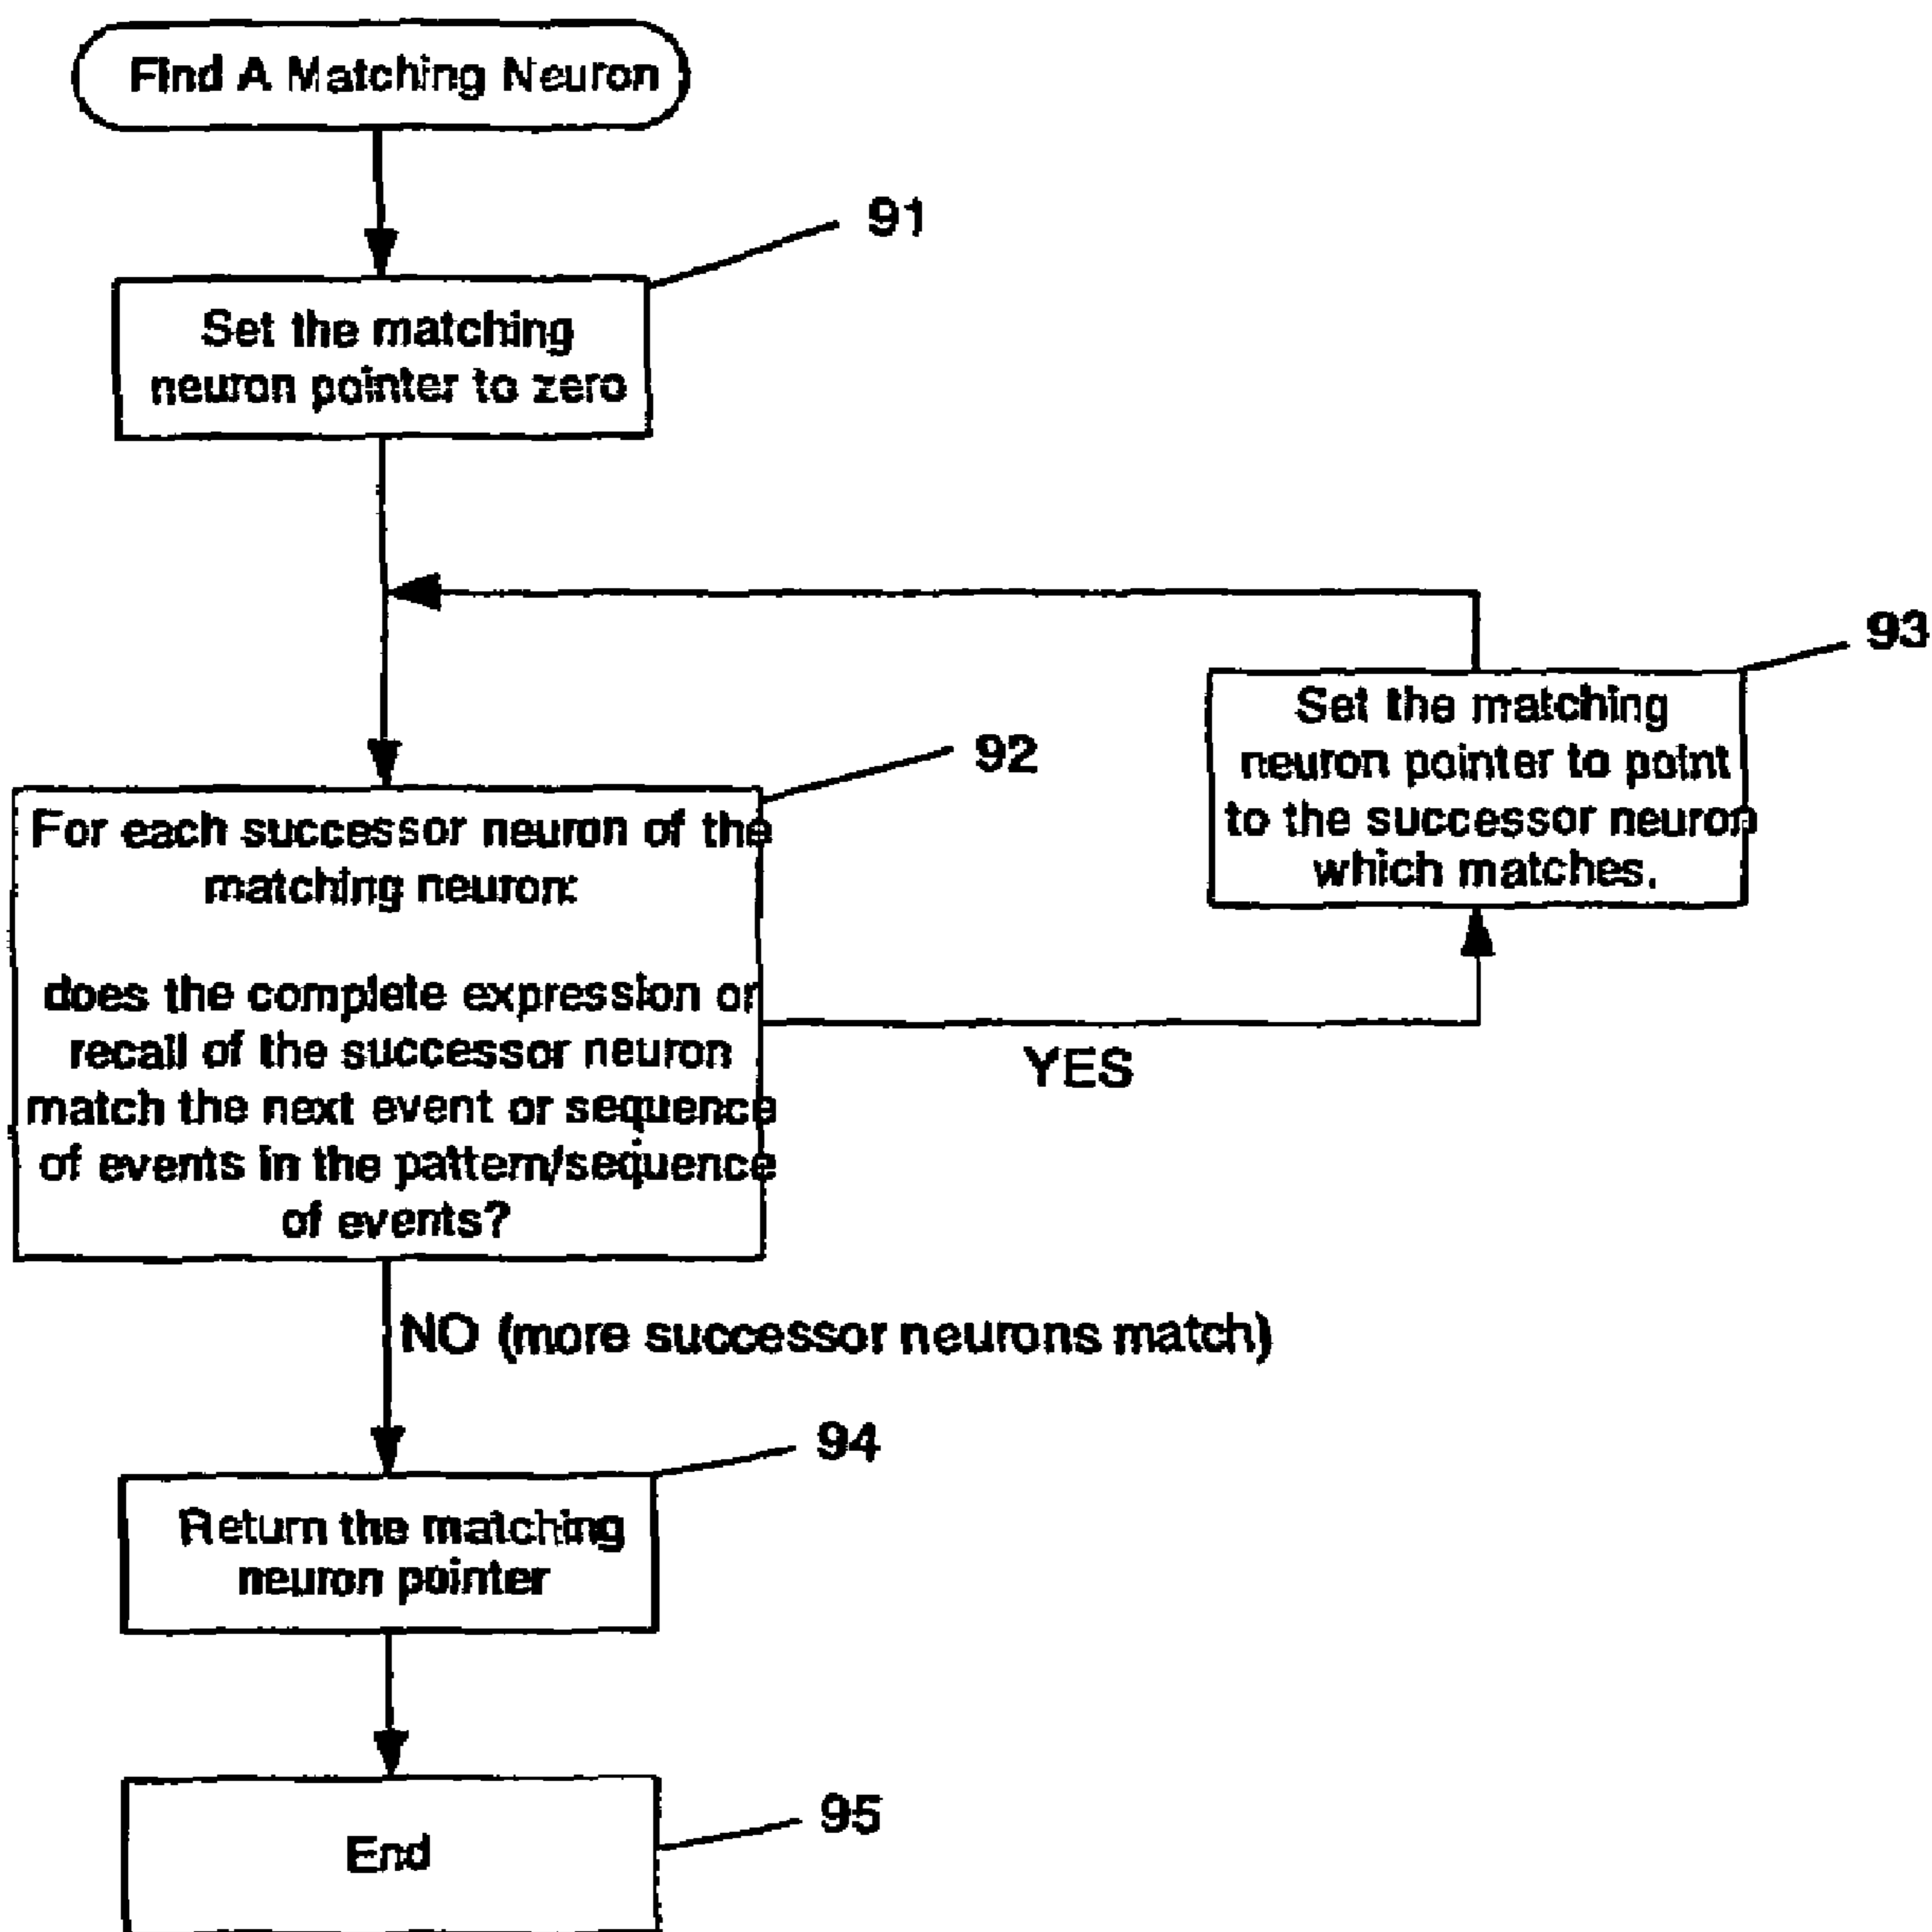 Find A Matching Neuron
91
Set the matching
neuron pointer to zero
93
Set the matching
neuron pointer to point
to the successor neuron
which matches.
92
For each successor neuron of the
matching neuron:
does the complete expression or
recall of the successor neuron
match the next event or sequence
of events in the pattern/sequence
of events?
YES
NO (more successor neurons match)
94
Return the matching
neuron pointer
95
End